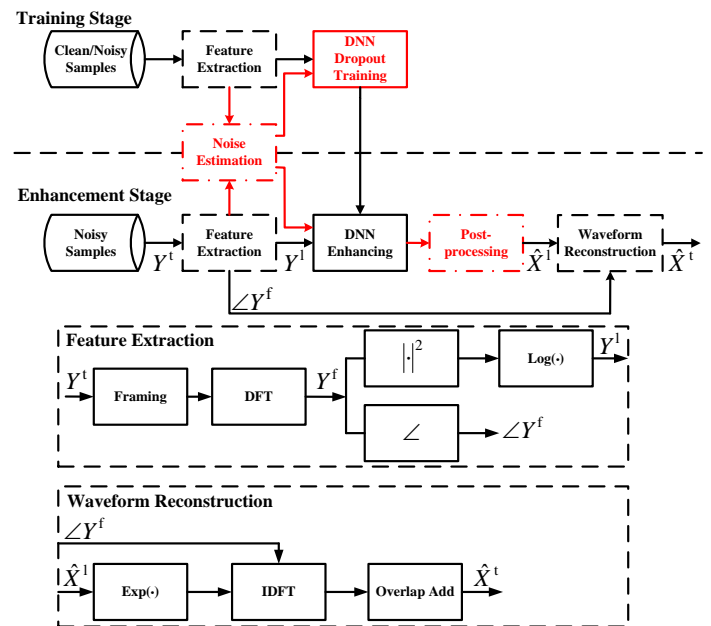 Training Stage
Clean/Noisy
Samples
Feature
Extraction
DNN
Dropout
Training
Noise
Estimation
Enhancement Stage
Noisy
Samples
Y^t
Feature
Extraction
Y^l
DNN
Enhancing
Post-
processing
X̂^l
Waveform
Reconstruction
X̂^t
∠Y^f
Feature Extraction
Y^t
Framing
DFT
Y^f
|·|^2
Log(·)
Y^l
∠
∠Y^f
Waveform Reconstruction
∠Y^f
X̂^l
Exp(·)
IDFT
Overlap Add
X̂^t